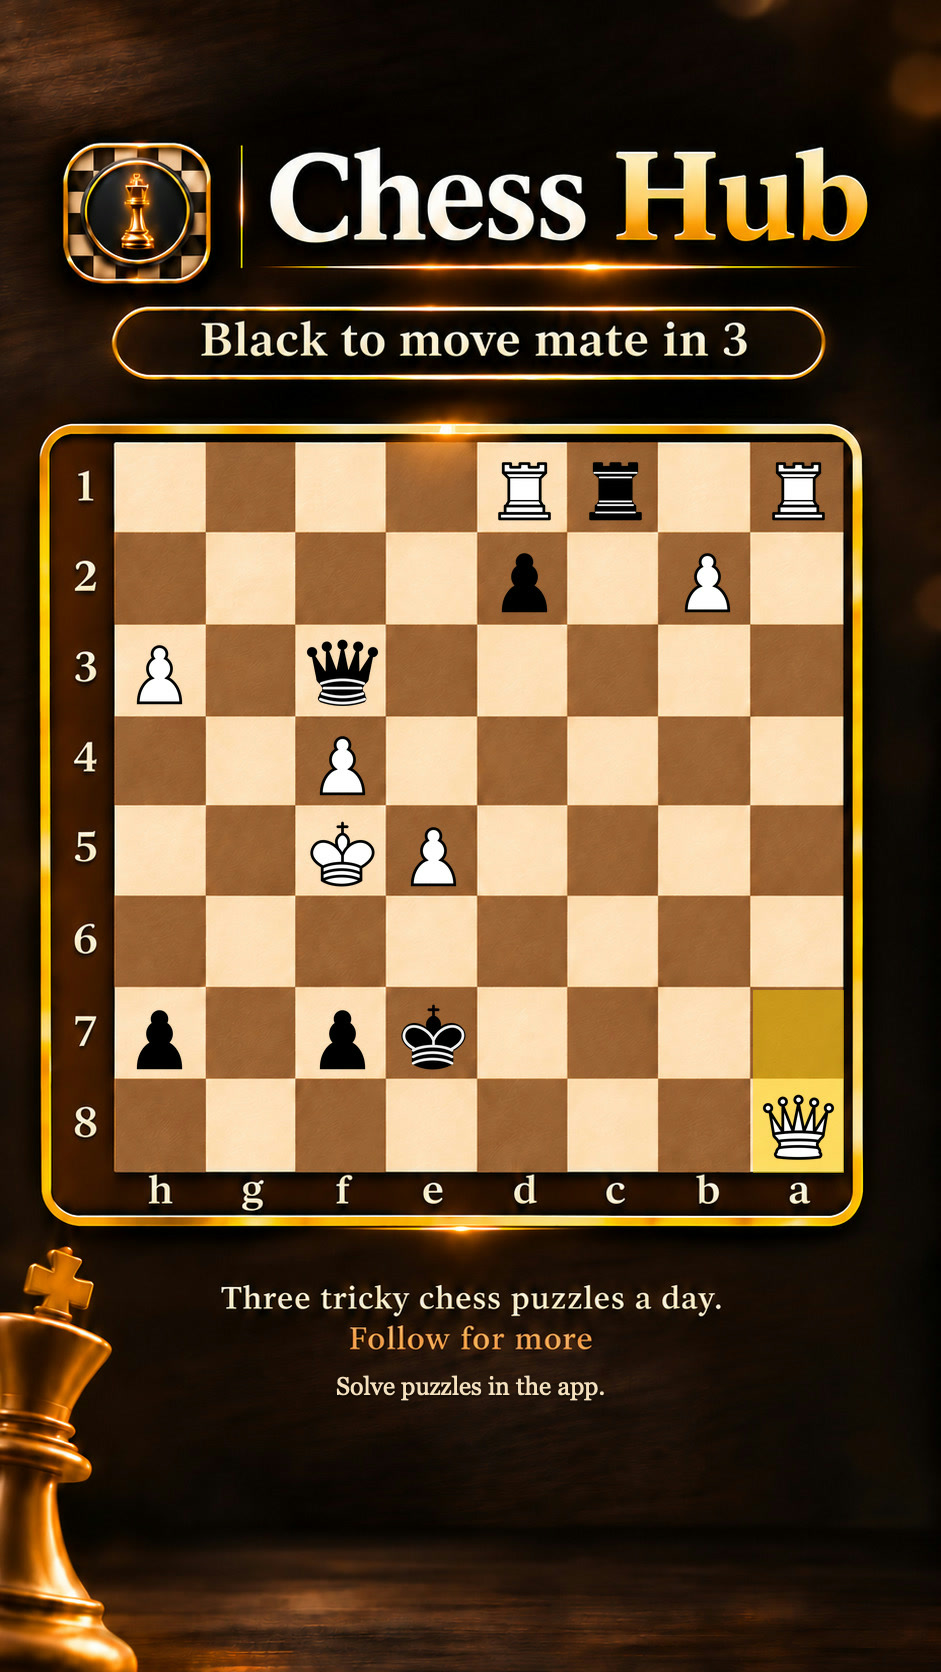 Chess Hub
Black to move mate in 3
1
2
3
4
5
6
7
8
h g f e d c b a
Three tricky chess puzzles a day.
Follow for more
Solve puzzles in the app.